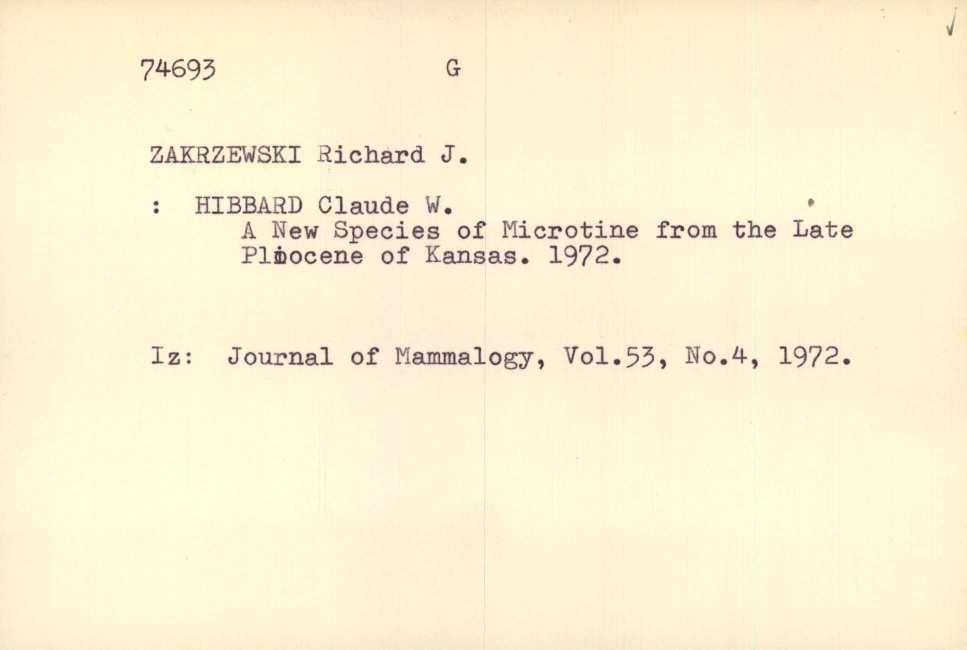 74693 G
ZAKRZEWSKI Richard J.
: HIBBARD Claude W.
A New Species of Microtine from the Late
Pliocene of Kansas. 1972.
Iz: Journal of Mammalogy, Vol.53, No.4, 1972.